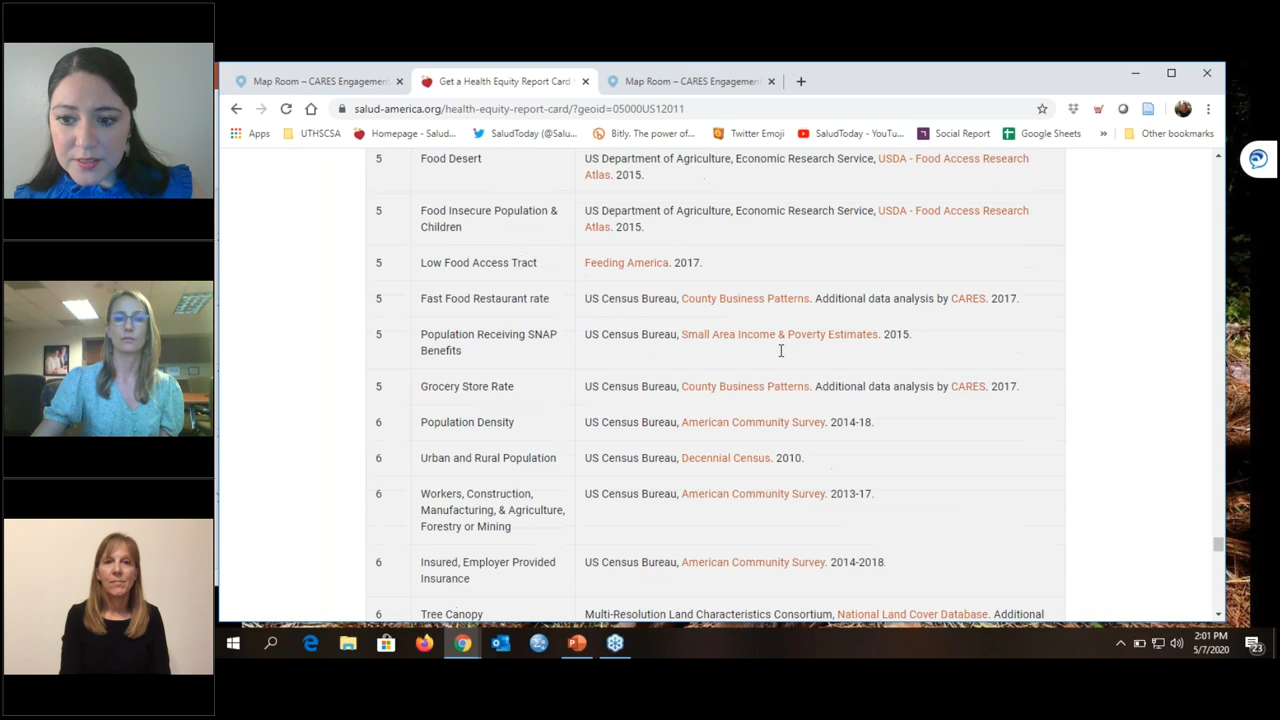 Map Room – CARES Engagement
Get a Health Equity Report Card
Map Room – CARES Engagement
salud-america.org/health-equity-report-card/?geoid=05000US12011
Apps
UTHSCSA
Homepage - Salud...
SaludToday (@Salu...
Bitly. The power of...
Twitter Emoji
SaludToday - YouTu...
Social Report
Google Sheets
»
Other bookmarks
5 Food Desert US Department of Agriculture, Economic Research Service, USDA - Food Access Research
Atlas. 2015.
5 Food Insecure Population & US Department of Agriculture, Economic Research Service, USDA - Food Access Research
Children Atlas. 2015.
5 Low Food Access Tract Feeding America. 2017.
5 Fast Food Restaurant rate US Census Bureau, County Business Patterns. Additional data analysis by CARES. 2017.
5 Population Receiving SNAP US Census Bureau, Small Area Income & Poverty Estimates. 2015.
Benefits
5 Grocery Store Rate US Census Bureau, County Business Patterns. Additional data analysis by CARES. 2017.
6 Population Density US Census Bureau, American Community Survey. 2014-18.
6 Urban and Rural Population US Census Bureau, Decennial Census. 2010.
6 Workers, Construction, US Census Bureau, American Community Survey. 2013-17.
Manufacturing, & Agriculture,
Forestry or Mining
6 Insured, Employer Provided US Census Bureau, American Community Survey. 2014-2018.
Insurance
6 Tree Canopy Multi-Resolution Land Characteristics Consortium, National Land Cover Database. Additional
2:01 PM
5/7/2020
23